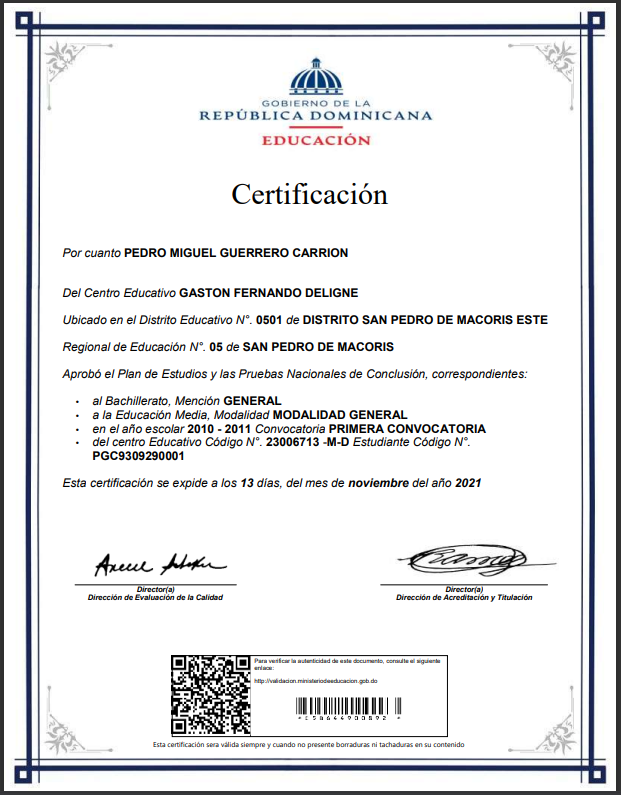 GOBIERNO DE LA
REPÚBLICA DOMINICANA
EDUCACIÓN
Certificación
Por cuanto PEDRO MIGUEL GUERRERO CARRION
Del Centro Educativo GASTON FERNANDO DELIGNE
Ubicado en el Distrito Educativo N°. 0501 de DISTRITO SAN PEDRO DE MACORIS ESTE
Regional de Educación N°. 05 de SAN PEDRO DE MACORIS
Aprobó el Plan de Estudios y las Pruebas Nacionales de Conclusión, correspondientes:
• al Bachillerato, Mención GENERAL
• a la Educación Media, Modalidad MODALIDAD GENERAL
• en el año escolar 2010 - 2011 Convocatoria PRIMERA CONVOCATORIA
• del centro Educativo Código N°. 23006713 -M-D Estudiante Código N°.
PGC9309290001
Esta certificación se expide a los 13 días, del mes de noviembre del año 2021
Director(a)
Dirección de Evaluación de la Calidad
Director(a)
Dirección de Acreditación y Titulación
Para verificar la autenticidad de este documento, consulte el siguiente
enlace:
http://validacion.ministeriodeeducacion.gob.do
Esta certificación sera válida siempre y cuando no presente borraduras ni tachaduras en su contenido